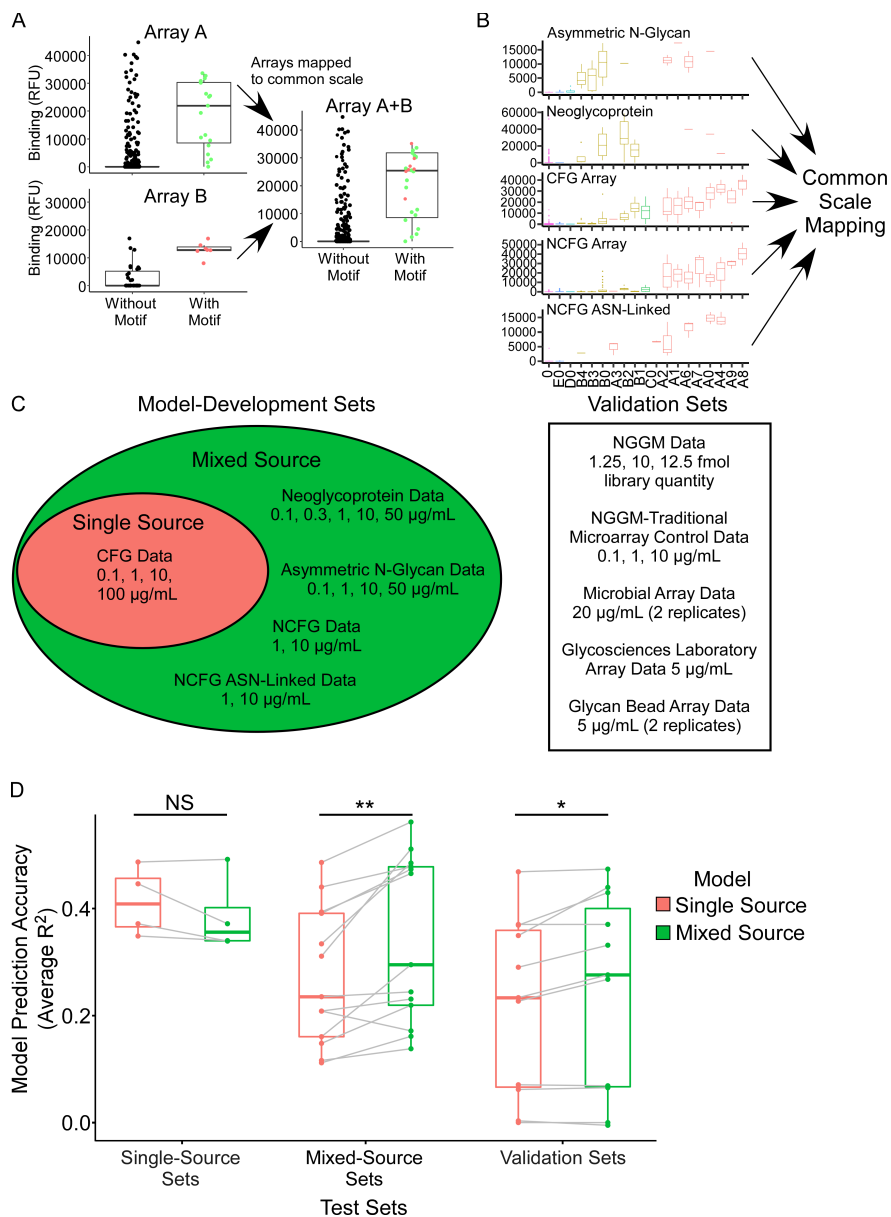 A
Array A
Binding (RFU)
40000
30000
20000
10000
0
Arrays mapped
to common scale
Array B
Binding (RFU)
30000
20000
10000
0
Without
Motif
With
Motif
Array A+B
40000
30000
20000
10000
0
Without
Motif
With
Motif
B
Asymmetric N-Glycan
15000
10000
5000
0
Neoglycoprotein
60000
40000
20000
0
CFG Array
40000
30000
20000
10000
0
NCFG Array
50000
40000
30000
20000
10000
0
NCFG ASN-Linked
15000
10000
5000
0
0
E0
D0
B4
B3
B0
A3
B2
B1
C0
A2
A1
A6
A7
A0
A4
A9
A8
Common
Scale
Mapping
C
Model-Development Sets
Mixed Source
Single Source
CFG Data
0.1, 1, 10,
100 µg/mL
Neoglycoprotein Data
0.1, 0.3, 1, 10, 50 µg/mL
Asymmetric N-Glycan Data
0.1, 1, 10, 50 µg/mL
NCFG Data
1, 10 µg/mL
NCFG ASN-Linked Data
1, 10 µg/mL
Validation Sets
NGGM Data
1.25, 10, 12.5 fmol
library quantity
NGGM-Traditional
Microarray Control Data
0.1, 1, 10 µg/mL
Microbial Array Data
20 µg/mL (2 replicates)
Glycosciences Laboratory
Array Data 5 µg/mL
Glycan Bead Array Data
5 µg/mL (2 replicates)
D
Model Prediction Accuracy
(Average R²)
0.4
0.2
0.0
NS
**
*
Model
Single Source
Mixed Source
Single-Source
Sets
Mixed-Source
Sets
Validation Sets
Test Sets